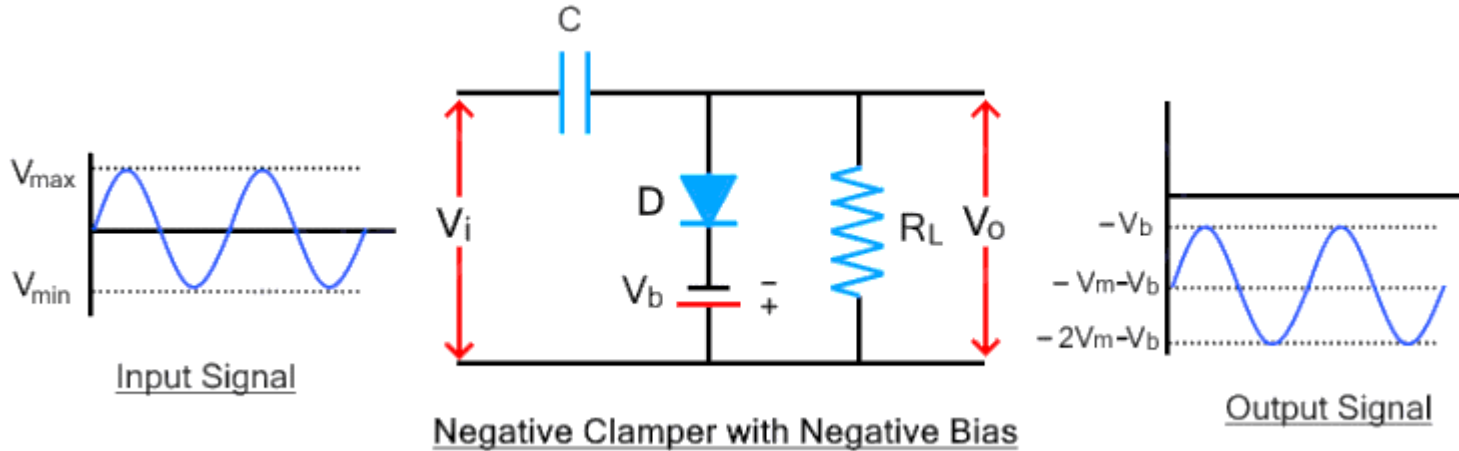 C
Vmax
Vmin
Input Signal
Vi
D
Vb
−
+
RL
Vo
−Vb
−Vm−Vb
−2Vm−Vb
Output Signal
Negative Clamper with Negative Bias